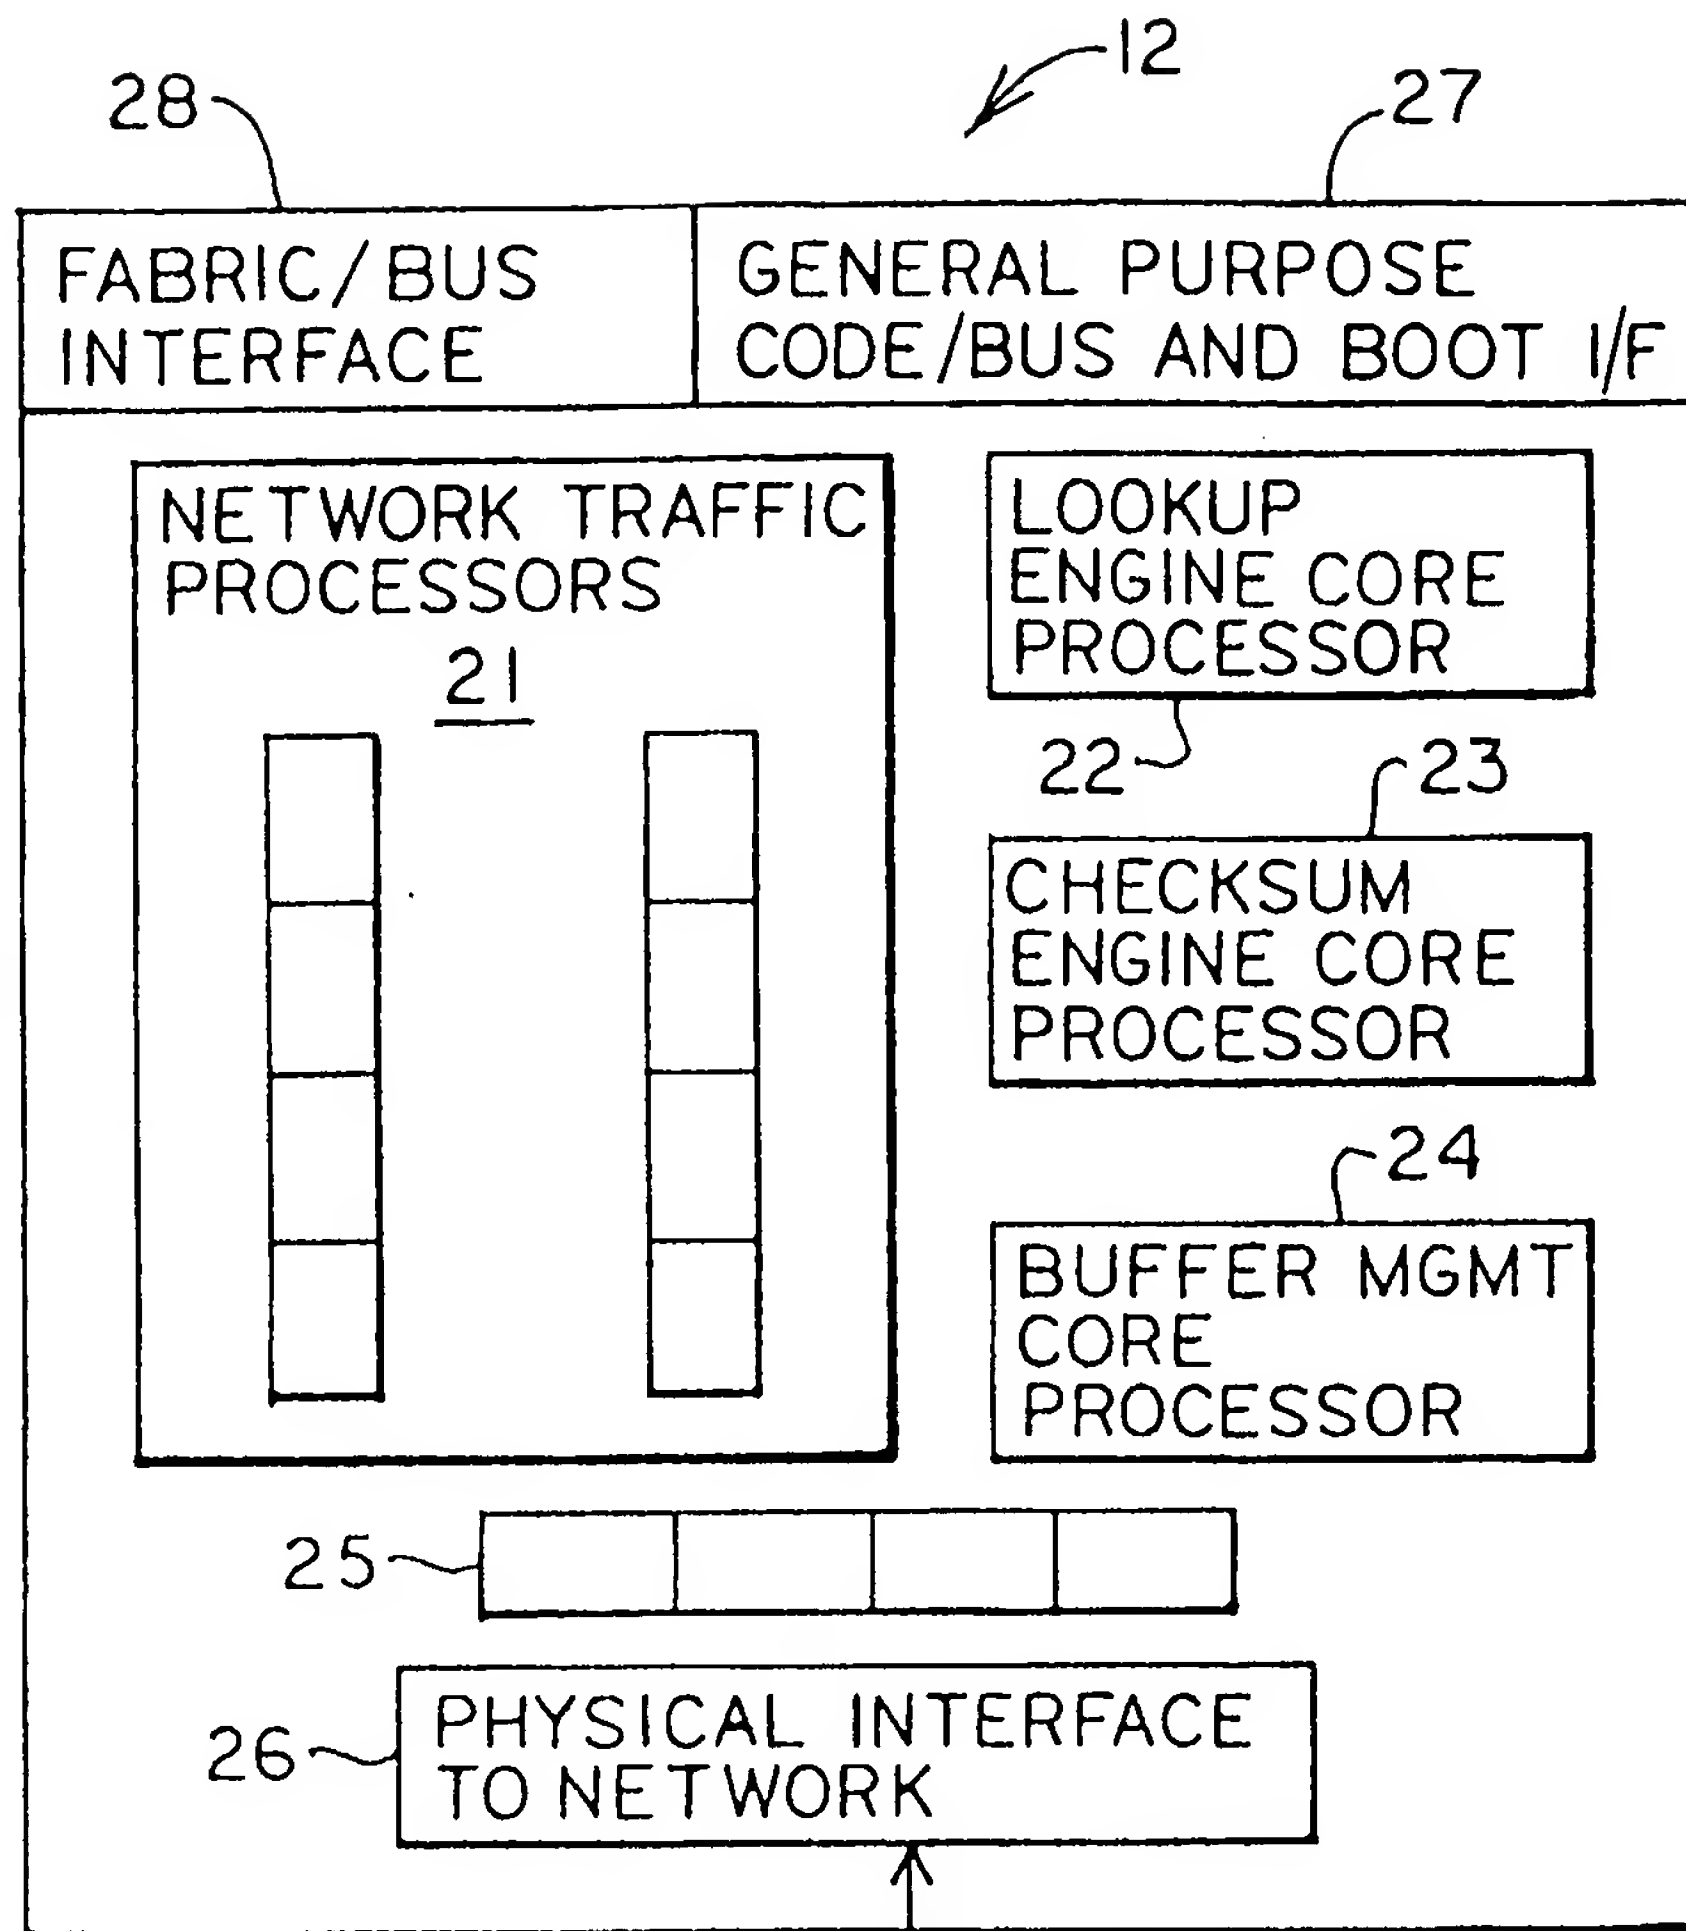 12
28
27
FABRIC/BUS
INTERFACE
GENERAL PURPOSE
CODE/BUS AND BOOT I/F
NETWORK TRAFFIC
PROCESSORS
21
LOOKUP
ENGINE CORE
PROCESSOR
22
23
CHECKSUM
ENGINE CORE
PROCESSOR
24
BUFFER MGMT
CORE
PROCESSOR
25
26
PHYSICAL INTERFACE
TO NETWORK